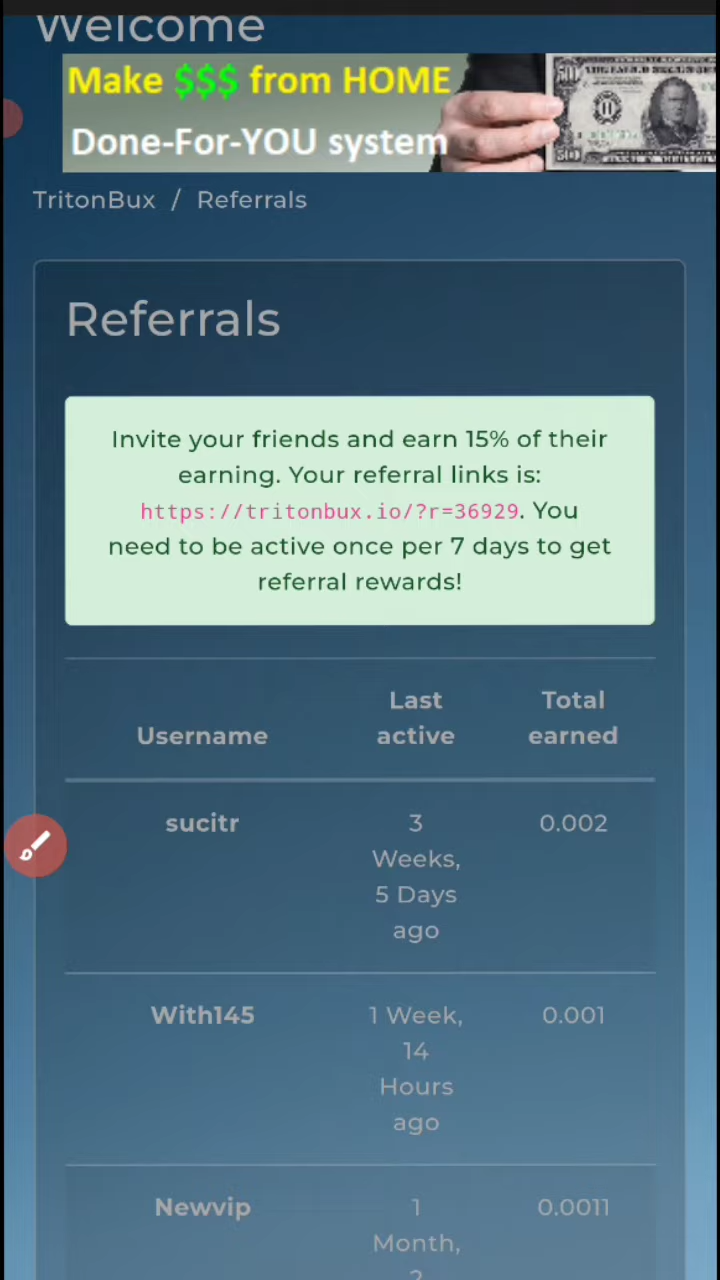 Welcome
Make $$$ from HOME
Done-For-YOU system
TritonBux / Referrals
Referrals
Invite your friends and earn 15% of their
earning. Your referral links is:
https://tritonbux.io/?r=36929. You
need to be active once per 7 days to get
referral rewards!
Username
Last
active
Total
earned
sucitr
3
Weeks,
5 Days
ago
0.002
With145
1 Week,
14
Hours
ago
0.001
Newvip
1
Month,
0.0011